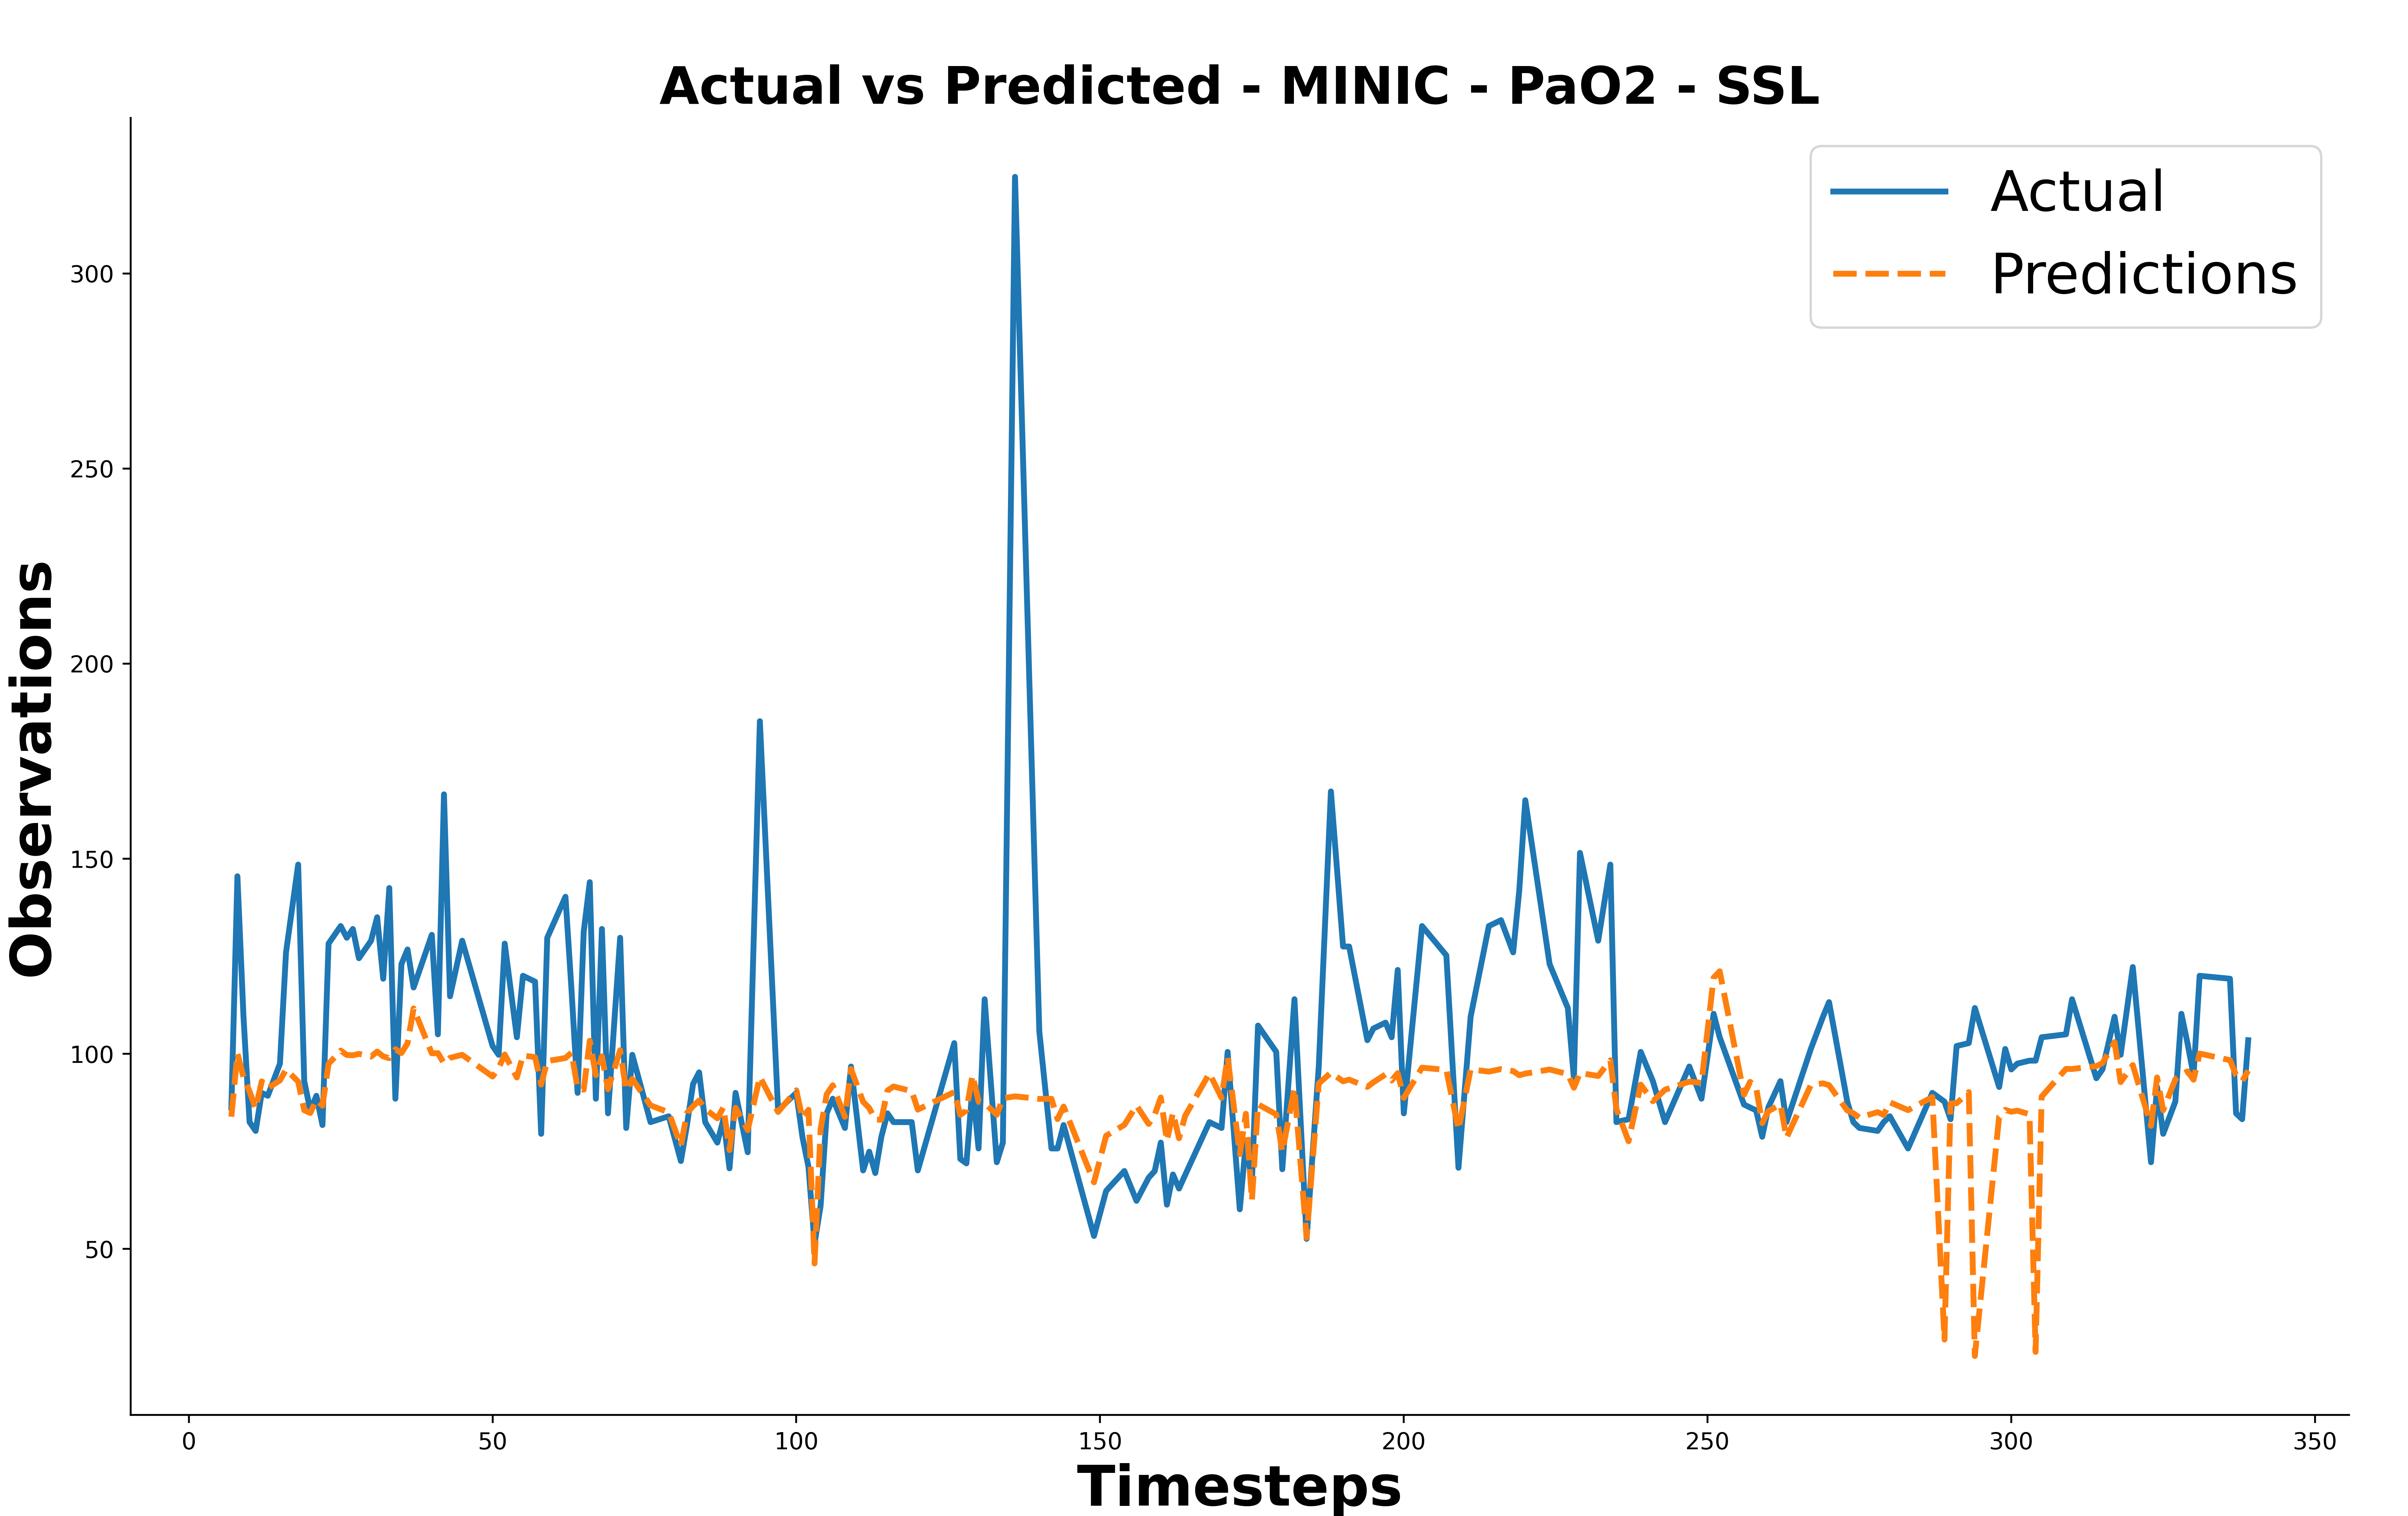 Actual vs Predicted - MINIC - PaO2 - SSL
Actual
Predictions
Observations
300
250
200
150
100
50
0 50 100 150 200 250 300 350
Timesteps